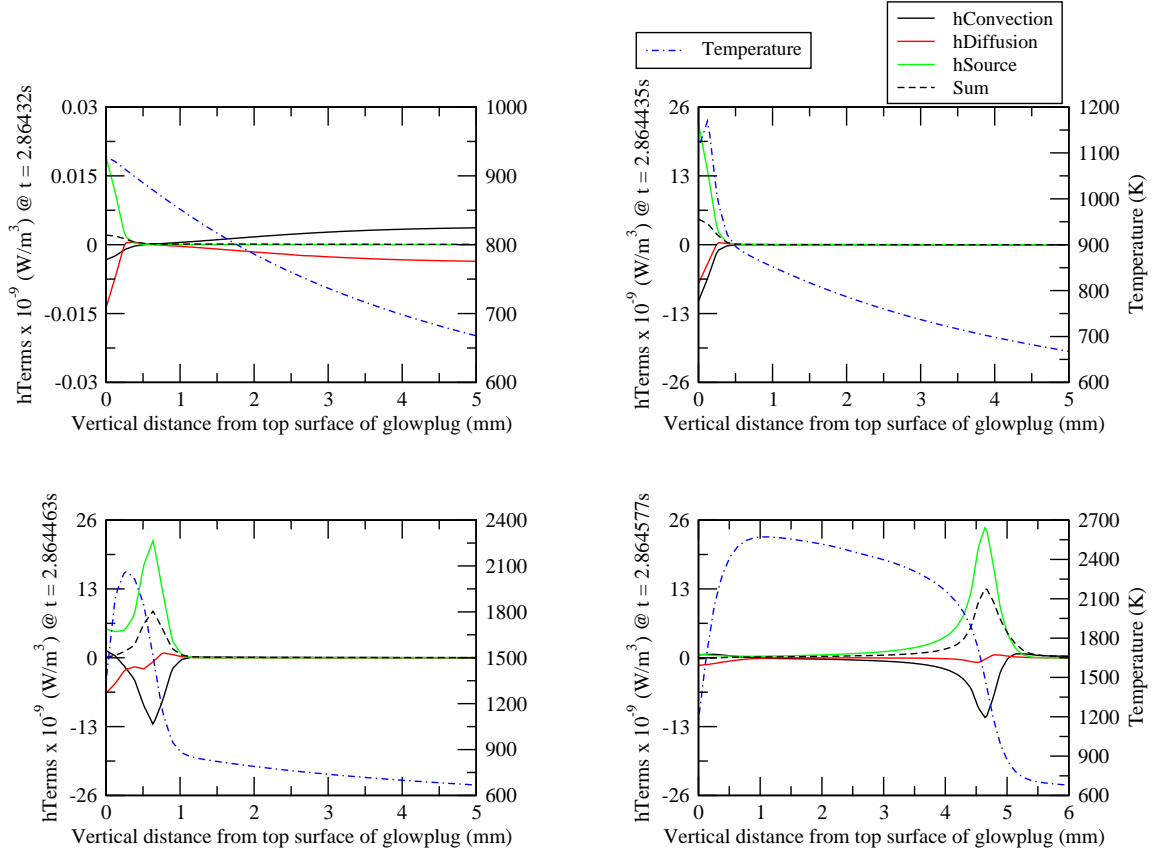 hConvection
hDiffusion
hSource
Sum
Temperature
hTerms x 10^-9 (W/m^3) @ t = 2.86432s
0.03
0.015
0
-0.015
-0.03
1000
900
800
700
600
0 1 2 3 4 5
Vertical distance from top surface of glowplug (mm)
hTerms x 10^-9 (W/m^3) @ t = 2.864435s
26
13
0
-13
-26
1200
1100
1000
900
800
700
600
Temperature (K)
0 1 2 3 4 5
Vertical distance from top surface of glowplug (mm)
hTerms x 10^-9 (W/m^3) @ t = 2.864463s
26
13
0
-13
-26
2400
2100
1800
1500
1200
900
600
0 1 2 3 4 5
Vertical distance from top surface of glowplug (mm)
hTerms x 10^-9 (W/m^3) @ t = 2.864577s
26
13
0
-13
-26
2700
2400
2100
1800
1500
1200
900
600
Temperature (K)
0 1 2 3 4 5 6
Vertical distance from top surface of glowplug (mm)